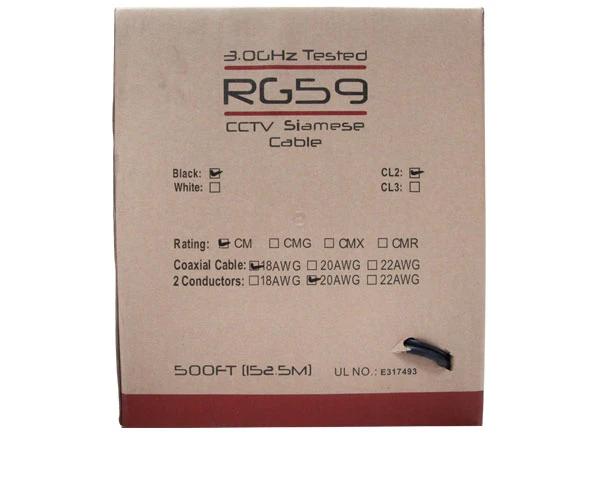 3.0GHz Tested
RG59
CCTV Siamese
Cable
Black: ☑ CL2: ☑
White: ☐ CL3: ☐
Rating: ☑ CM ☐ CMG ☐ CMX ☐ CMR
Coaxial Cable: ☑ 18AWG ☐ 20AWG ☐ 22AWG
2 Conductors: ☐ 18AWG ☑ 20AWG ☐ 22AWG
500FT (152.5M) UL NO.: E317493